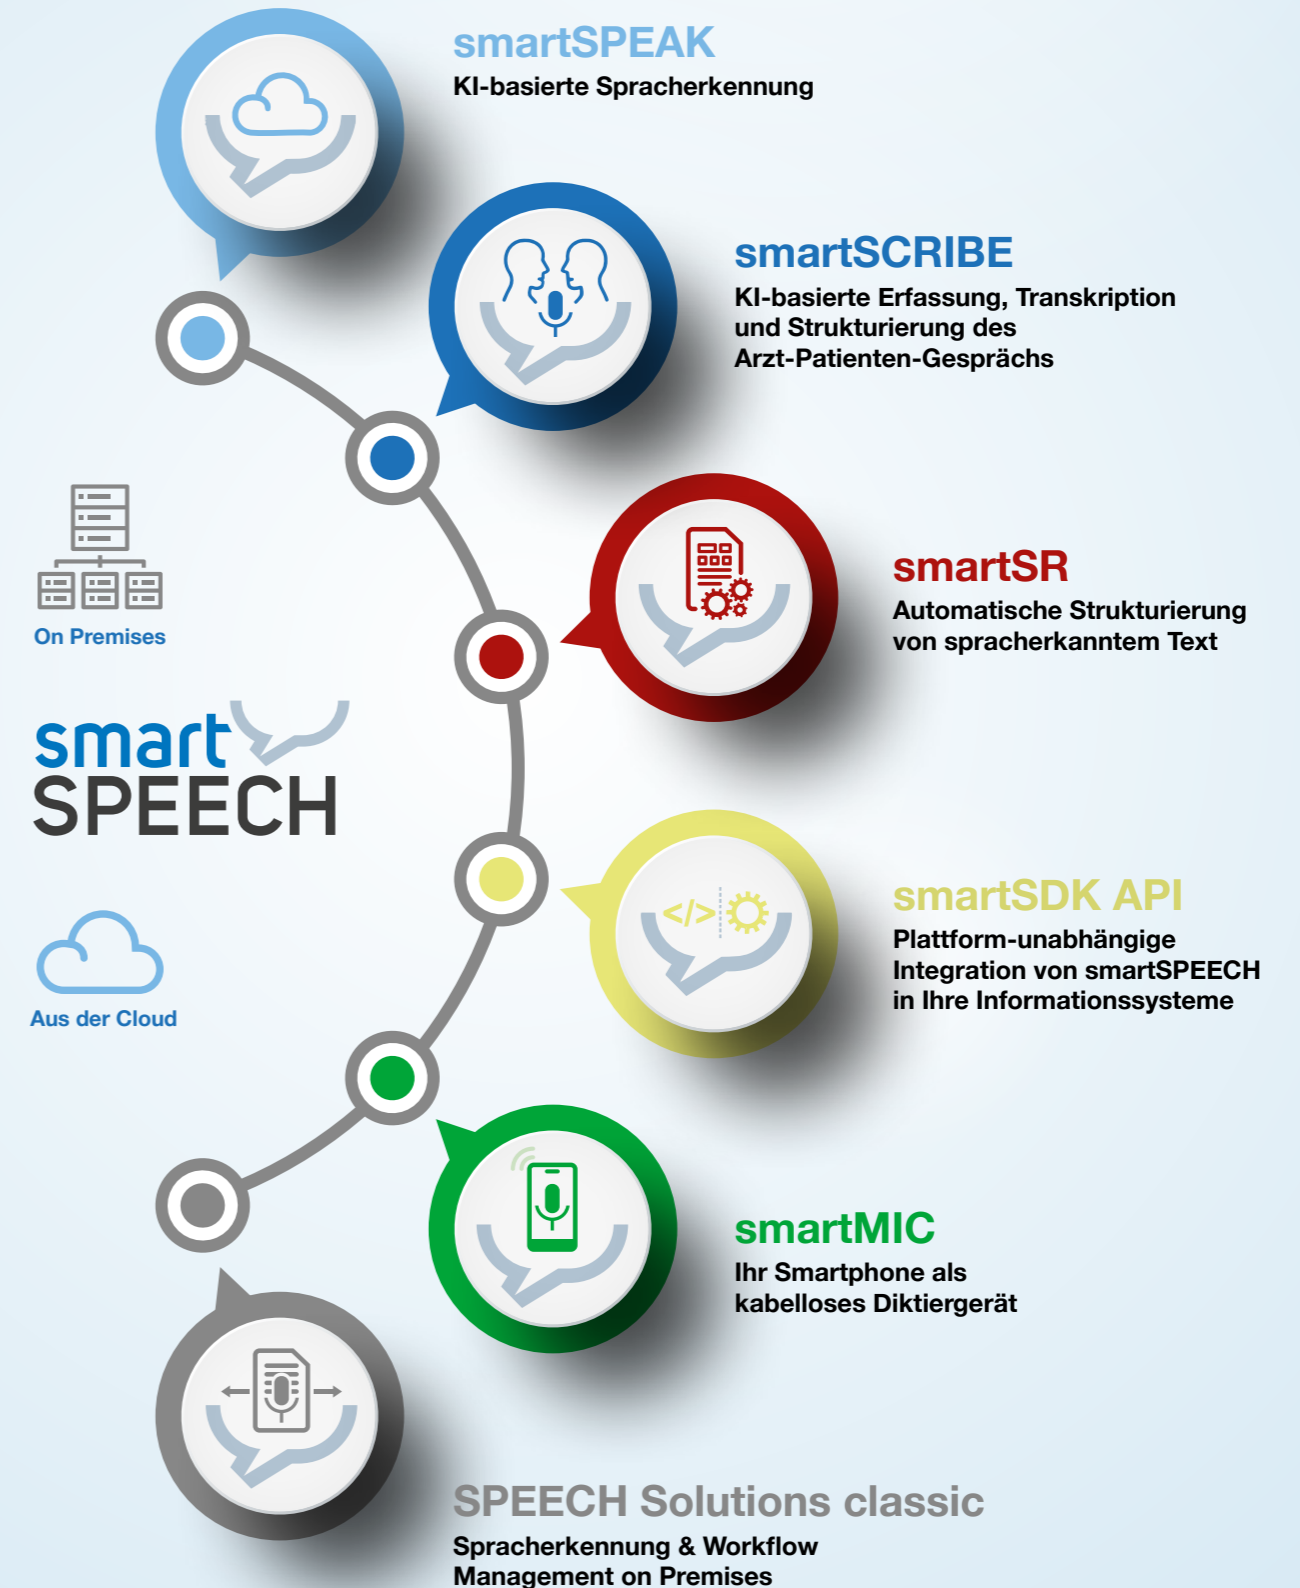 smartSPEAK
KI-basierte Spracherkennung
smartSCRIBE
KI-basierte Erfassung, Transkription
und Strukturierung des
Arzt-Patienten-Gesprächs
On Premises
smartSR
Automatische Strukturierung
von spracherkanntem Text
smart
SPEECH
</>
smartSDK API
Plattform-unabhängige
Integration von smartSPEECH
in Ihre Informationssysteme
Aus der Cloud
smartMIC
Ihr Smartphone als
kabelloses Diktiergerät
SPEECH Solutions classic
Spracherkennung & Workflow
Management on Premises